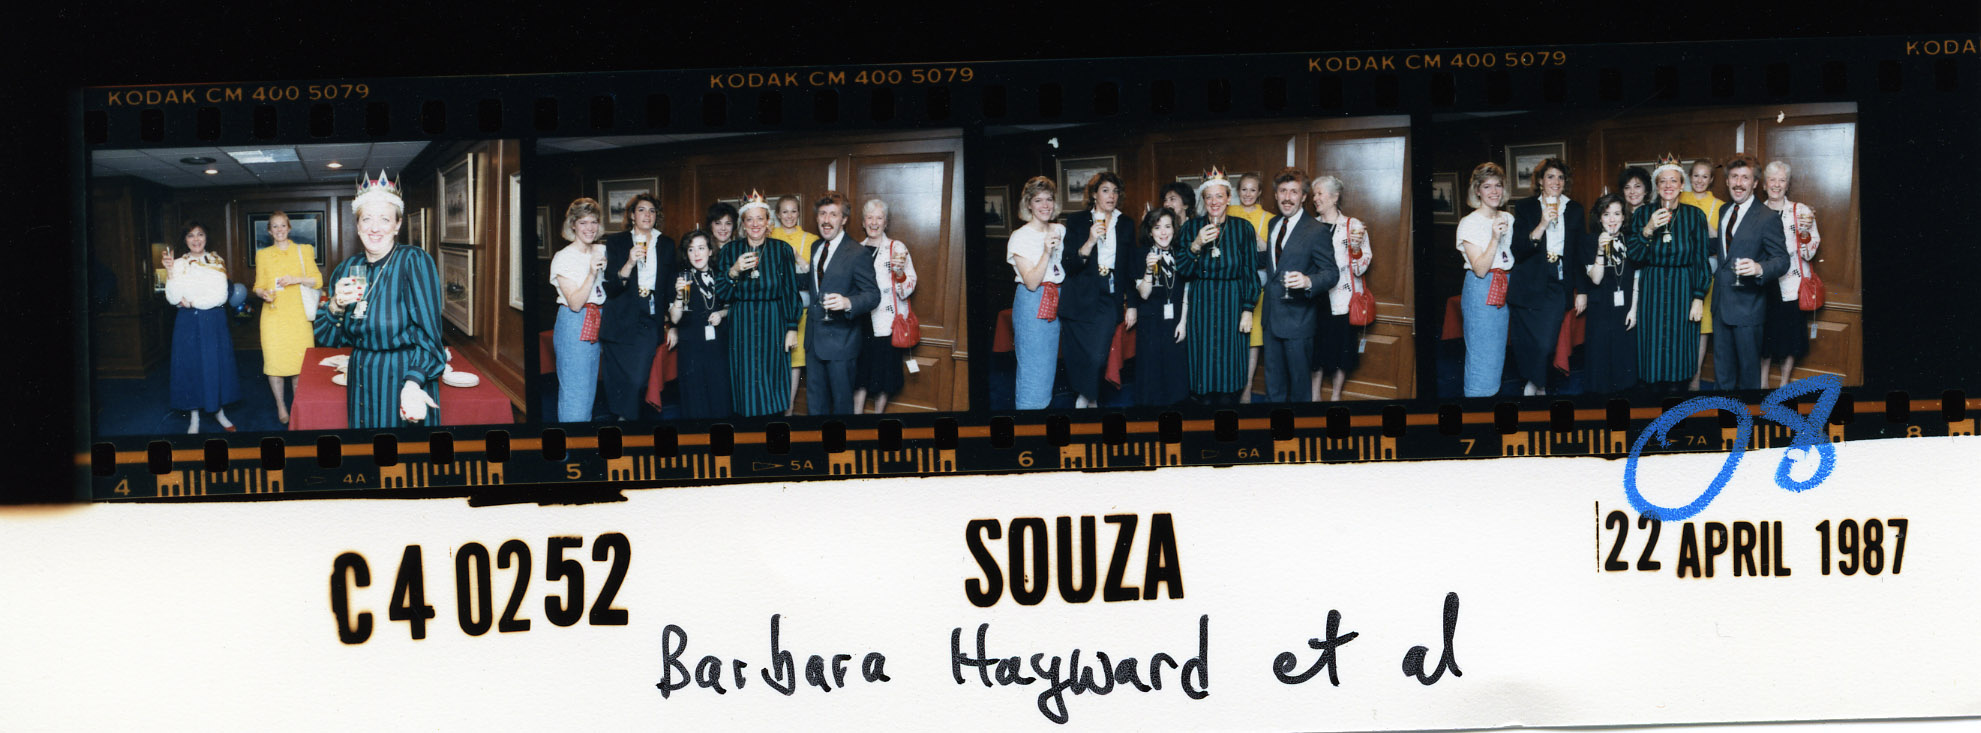 KODAK CM 400 5079 KODAK CM 400 5079 KODAK CM 400 5079 KODA
4 4A 5 5A 6 6A 7 7A 8
08
C40252 SOUZA 22 APRIL 1987
Barbara Hayward et al